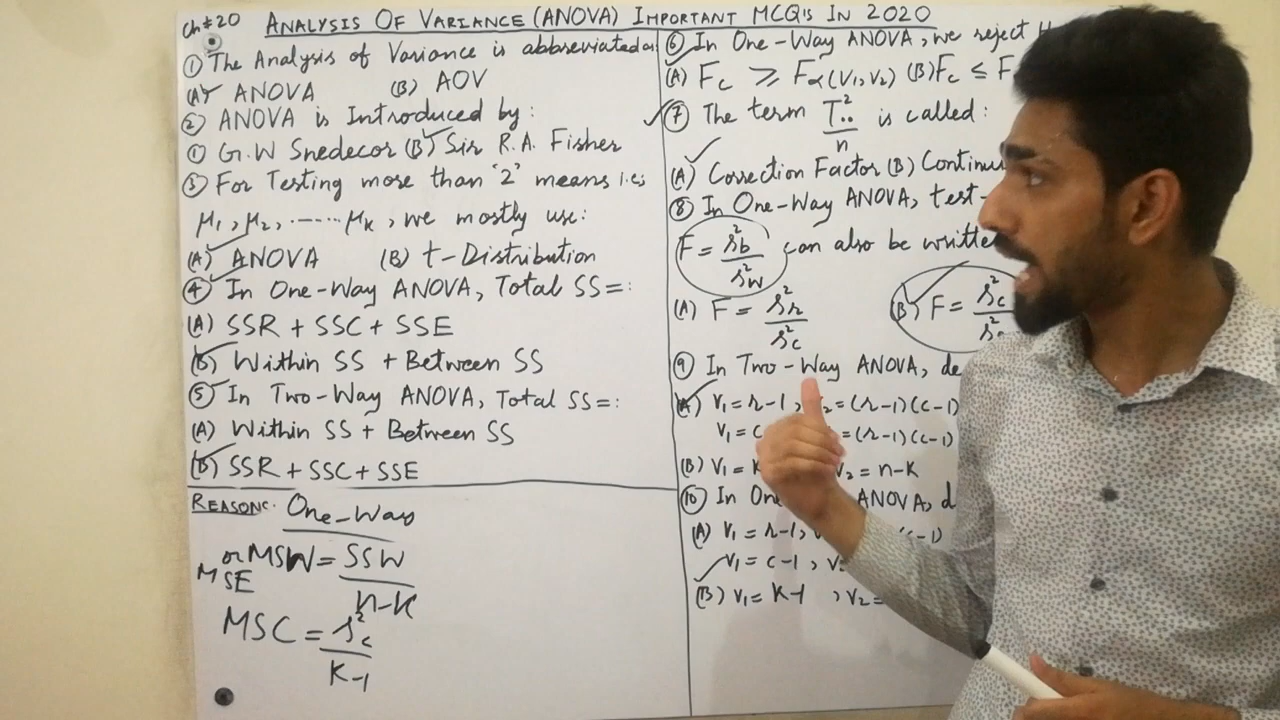 Ch#20 ANALYSIS OF VARIANCE (ANOVA) IMPORTANT MCQ's IN 2020
① The Analysis of Variance is abbreviated as
(A) ANOVA (B) AOV
② ANOVA is Introduced by:
① G.W Snedecor (B) Sir R.A. Fisher
③ For Testing more than '2' means i.e:
μ₁, μ₂, ------ μₖ, we mostly use:
(A) ANOVA (B) t-Distribution
④ In One-Way ANOVA, Total SS=:
(A) SSR + SSC + SSE
(B) Within SS + Between SS
⑤ In Two-Way ANOVA, Total SS=:
(A) Within SS + Between SS
(B) SSR + SSC + SSE
REASON: One-Way
or MSW = SSW
MSE
n-k
MSC = s²c
k-1
⑥ In One-Way ANOVA, we reject H
(A) Fc ≥ Fα(v₁,v₂) (B) Fc ≤ F
⑦ The term T².. is called:
n
(A) Correction Factor (B)
⑧ In One-Way ANOVA, test-
F = s²b can also be written
s²w
(A) F = s²r (B) F = s²c
s²c
⑨ In Two-Way ANOVA, de
(A) v₁ = r-1, v₂ = (r-1)(c-1)
v₁ = c =(r-1)(c-1)
(B) v₁ = k v₂ = n-k
⑩ In One ANOVA, d
(A) v₁ = r-1, c-1)
v₁ = c-1, v
(B) v₁ = k-1, v₂ =